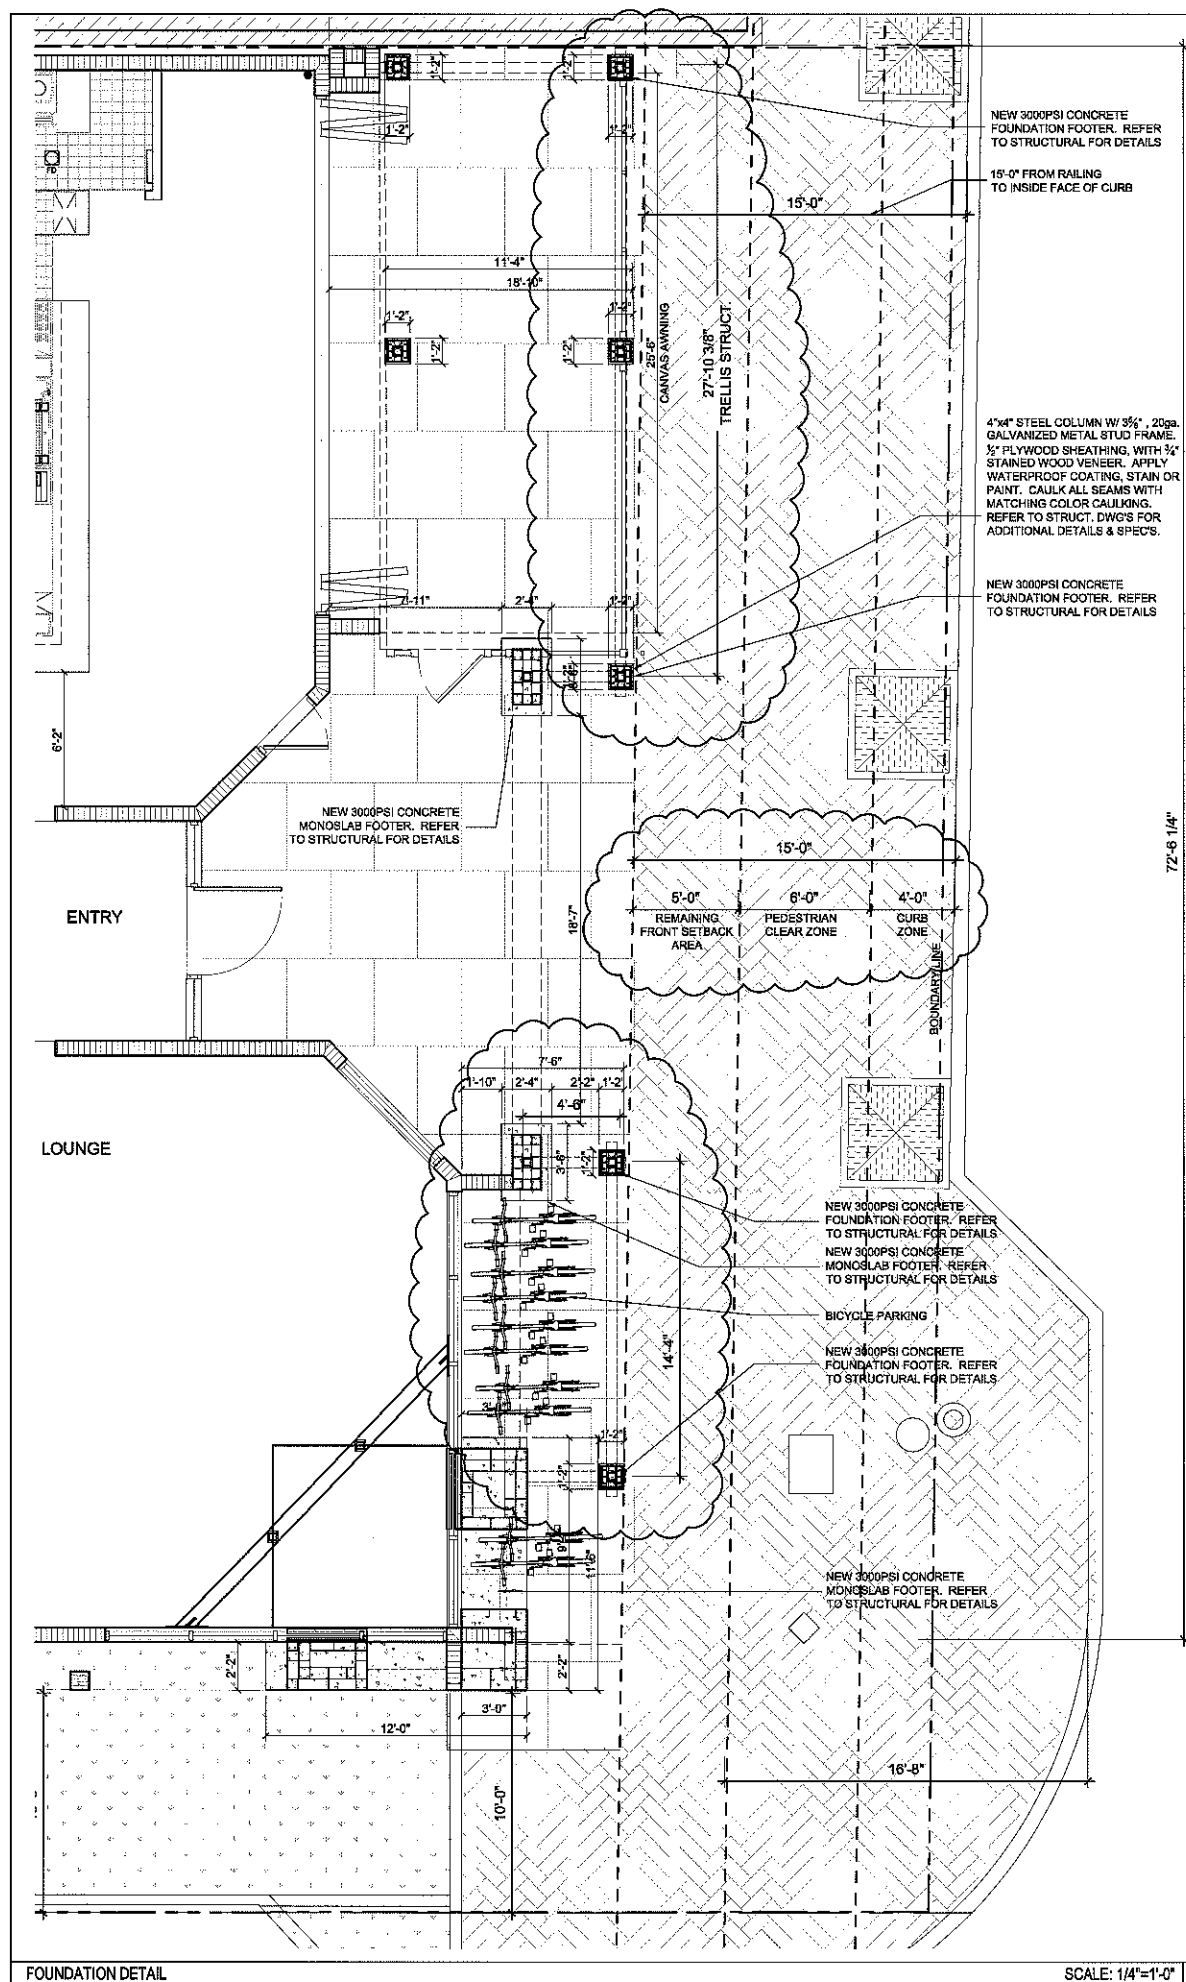 1'-2"
1'-2"
NEW 3000PSI CONCRETE
FOUNDATION FOOTER. REFER
TO STRUCTURAL FOR DETAILS
1'-2"
1'-2"
15'-0" FROM RAILING
TO INSIDE FACE OF CURB
15'-0"
11'-4"
18'-10"
1'-2"
1'-2"
1'-2"
1'-2"
25'-6"
CANVAS AWNING
27'-10 3/8"
TRELLIS STRUCT.
4"x4" STEEL COLUMN W/ 3⅝", 20ga.
GALVANIZED METAL STUD FRAME.
½" PLYWOOD SHEATHING, WITH ¾"
STAINED WOOD VENEER. APPLY
WATERPROOF COATING, STAIN OR
PAINT. CAULK ALL SEAMS WITH
MATCHING COLOR CAULKING.
REFER TO STRUCT. DWG'S FOR
ADDITIONAL DETAILS & SPEC'S.
NEW 3000PSI CONCRETE
FOUNDATION FOOTER. REFER
TO STRUCTURAL FOR DETAILS
1'-2"
6'-2"
NEW 3000PSI CONCRETE
MONOSLAB FOOTER. REFER
TO STRUCTURAL FOR DETAILS
72'-6 1/4"
15'-0"
5'-0"
6'-0"
4'-0"
REMAINING
FRONT SETBACK
AREA
PEDESTRIAN
CLEAR ZONE
CURB
ZONE
BOUNDARY LINE
ENTRY
18'-7"
7'-6"
1'-10"
2'-4"
2'-2"
1'-2"
4'-6"
LOUNGE
3'-6"
1'-2"
NEW 3000PSI CONCRETE
FOUNDATION FOOTER. REFER
TO STRUCTURAL FOR DETAILS
NEW 3000PSI CONCRETE
MONOSLAB FOOTER. REFER
TO STRUCTURAL FOR DETAILS
BICYCLE PARKING
14'-4"
NEW 3000PSI CONCRETE
FOUNDATION FOOTER. REFER
TO STRUCTURAL FOR DETAILS
1'-2"
1'-2"
11'-6"
NEW 3000PSI CONCRETE
MONOSLAB FOOTER. REFER
TO STRUCTURAL FOR DETAILS
2'-2"
2'-2"
3'-0"
12'-0"
16'-8"
10'-0"
FOUNDATION DETAIL
SCALE: 1/4"=1'-0"